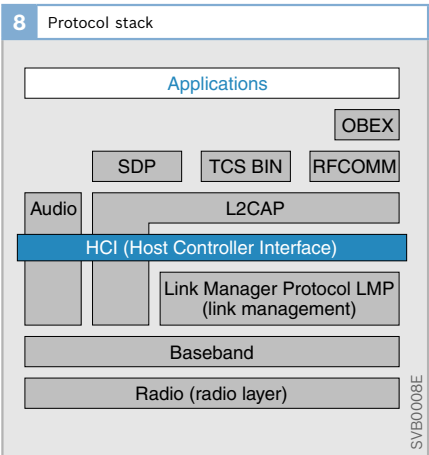 8 Protocol stack
Applications
OBEX
SDP TCS BIN RFCOMM
Audio L2CAP
HCI (Host Controller Interface)
Link Manager Protocol LMP
(link management)
Baseband
Radio (radio layer)
SVB0008E